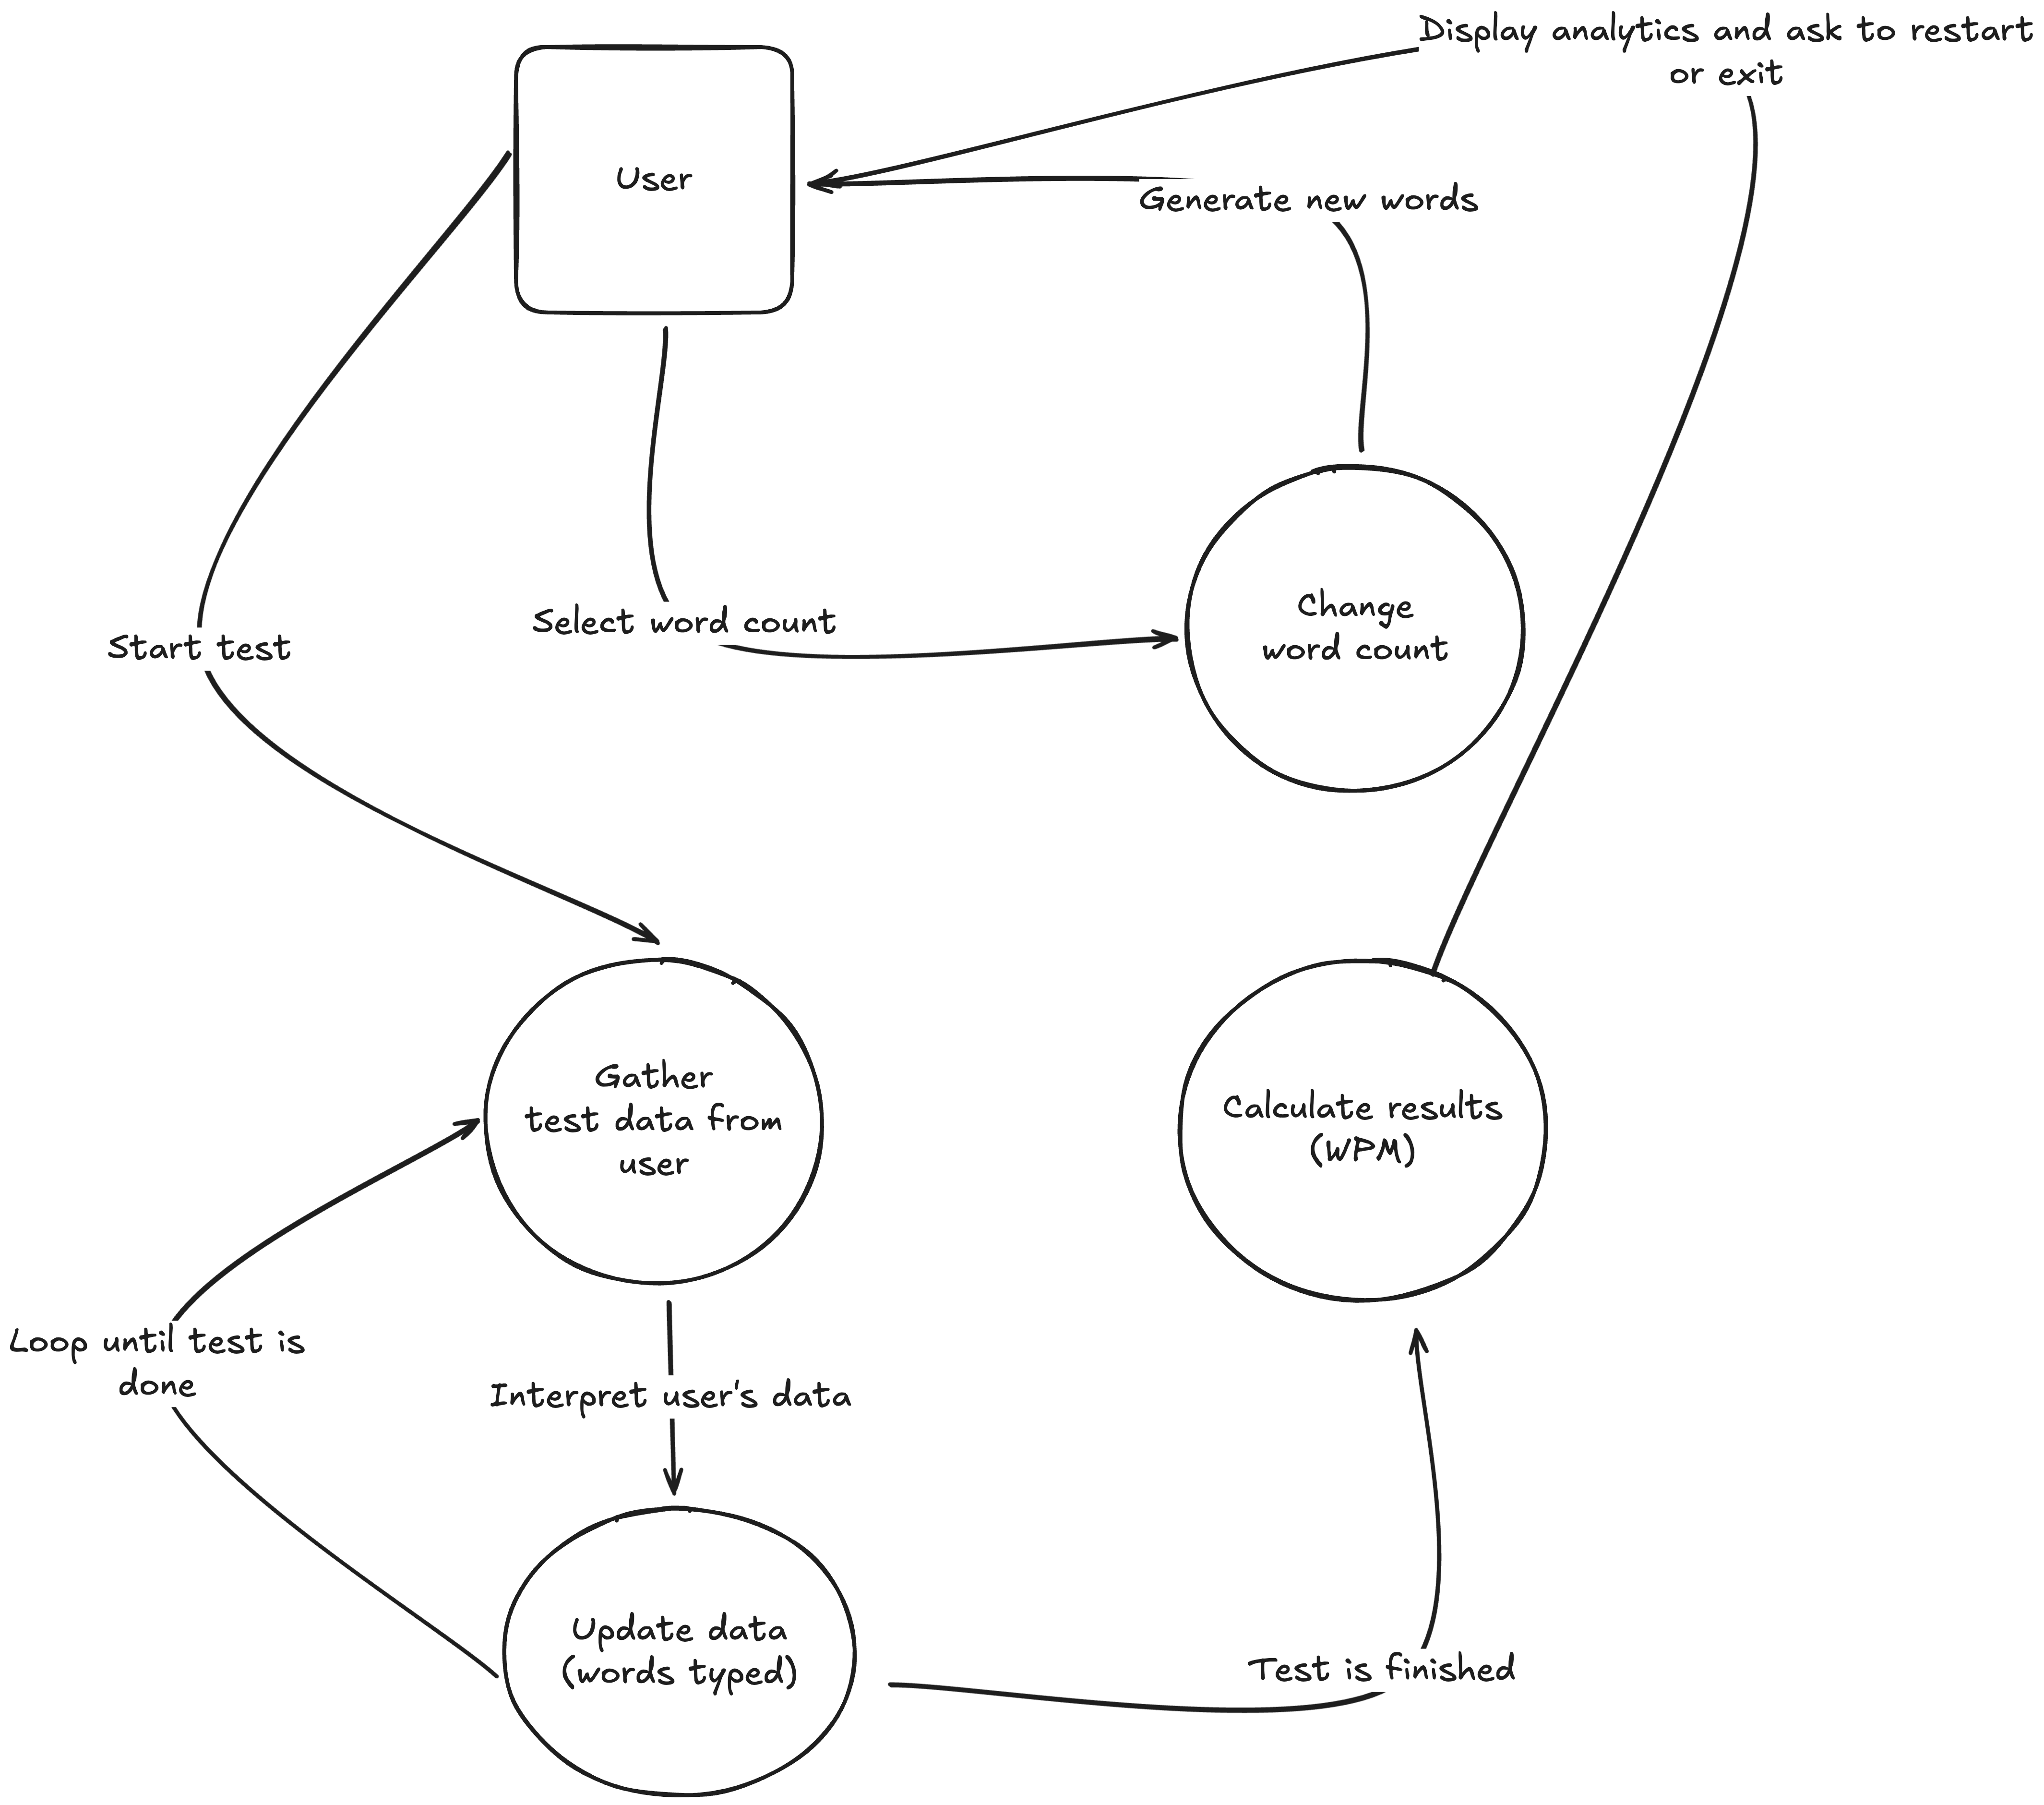 Display analytics and ask to restart
or exit
User
Generate new words
Select word count
Change
word count
Start test
Gather
test data from
user
Calculate results
(WPM)
Loop until test is
done
Interpret user's data
Update data
(words typed)
Test is finished